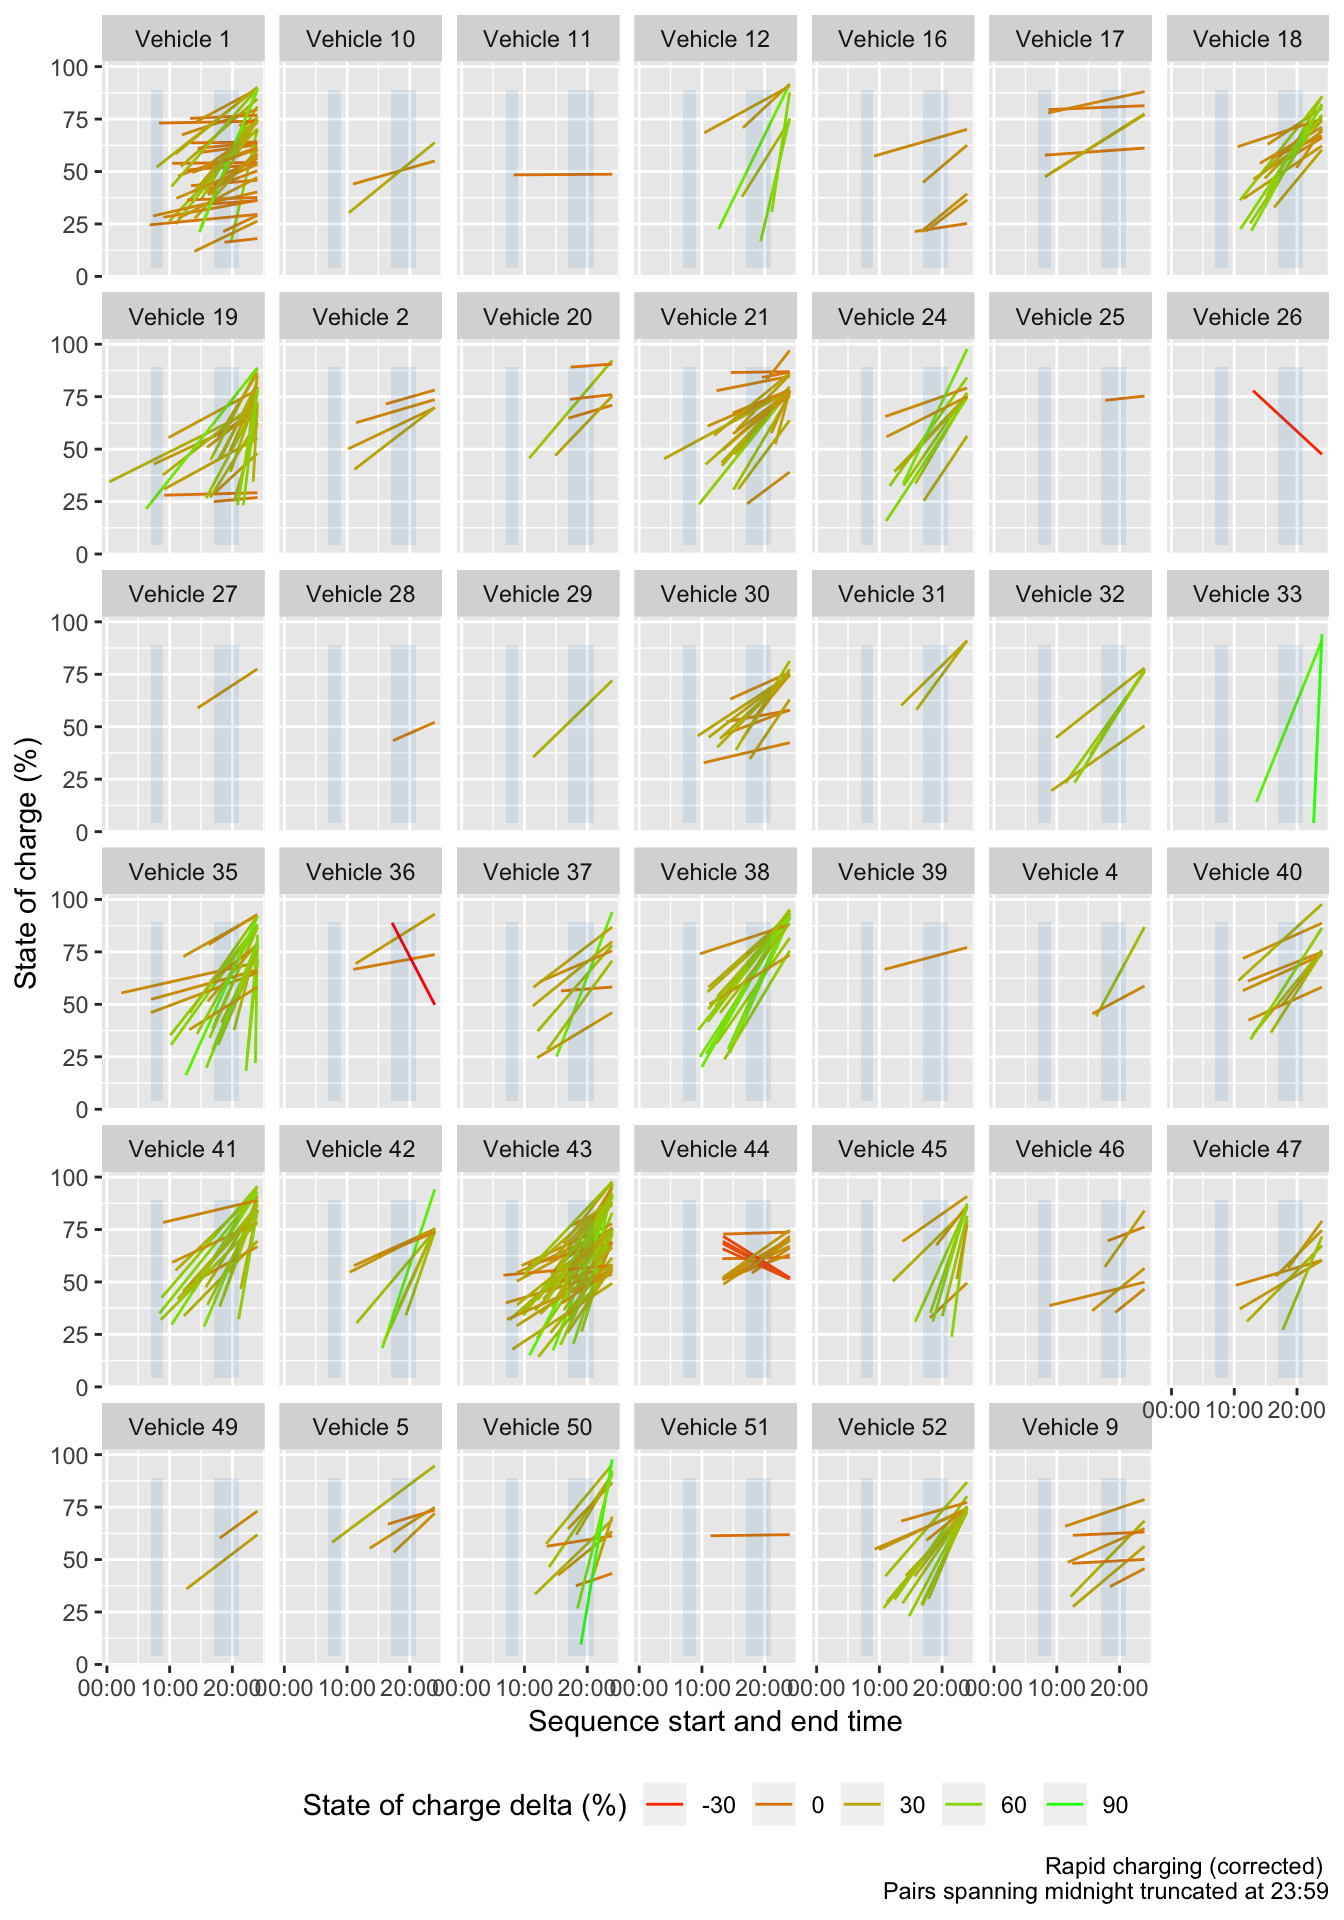 Vehicle 1 Vehicle 10 Vehicle 11 Vehicle 12 Vehicle 16 Vehicle 17 Vehicle 18
100
75
50
25
0
Vehicle 19 Vehicle 2 Vehicle 20 Vehicle 21 Vehicle 24 Vehicle 25 Vehicle 26
100
75
50
25
0
Vehicle 27 Vehicle 28 Vehicle 29 Vehicle 30 Vehicle 31 Vehicle 32 Vehicle 33
100
75
50
25
0
State of charge (%)
Vehicle 35 Vehicle 36 Vehicle 37 Vehicle 38 Vehicle 39 Vehicle 4 Vehicle 40
100
75
50
25
0
Vehicle 41 Vehicle 42 Vehicle 43 Vehicle 44 Vehicle 45 Vehicle 46 Vehicle 47
100
75
50
25
0
00:00 10:00 20:00
Vehicle 49 Vehicle 5 Vehicle 50 Vehicle 51 Vehicle 52 Vehicle 9
100
75
50
25
0
00:00 10:00 20:00 00:00 10:00 20:00 00:00 10:00 20:00 00:00 10:00 20:00 00:00 10:00 20:00 00:00 10:00 20:00
Sequence start and end time
State of charge delta (%) -30 0 30 60 90
Rapid charging (corrected)
Pairs spanning midnight truncated at 23:59